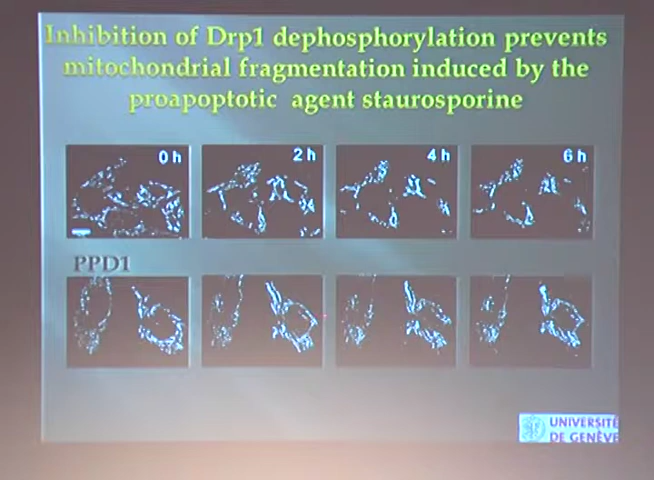 Inhibition of Drp1 dephosphorylation prevents
mitochondrial fragmentation induced by the
proapoptotic agent staurosporine
0 h 2 h 4 h 6 h
PPD1
UNIVERSITÉ
DE GENÈVE